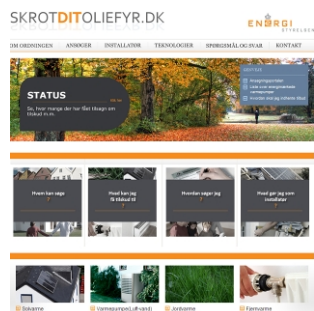 SKROTDITOLIEFYR.DK
ENERGI
STYRELSEN
OM ORDNINGEN ANSØGER INSTALLATØR TEKNOLOGIER SPØRGSMÅL OG SVAR KONTAKT
STATUS
Se, hvor mange der har fået tilsagn om
tilskud m.m.
Hvem kan søge
?
Hvad kan jeg
få tilskud til
?
Hvordan søger jeg
?
Hvad gør jeg som
installatør
?
Solvarme
Varmepumpe(Luft-vand)
Jordvarme
Fjernvarme